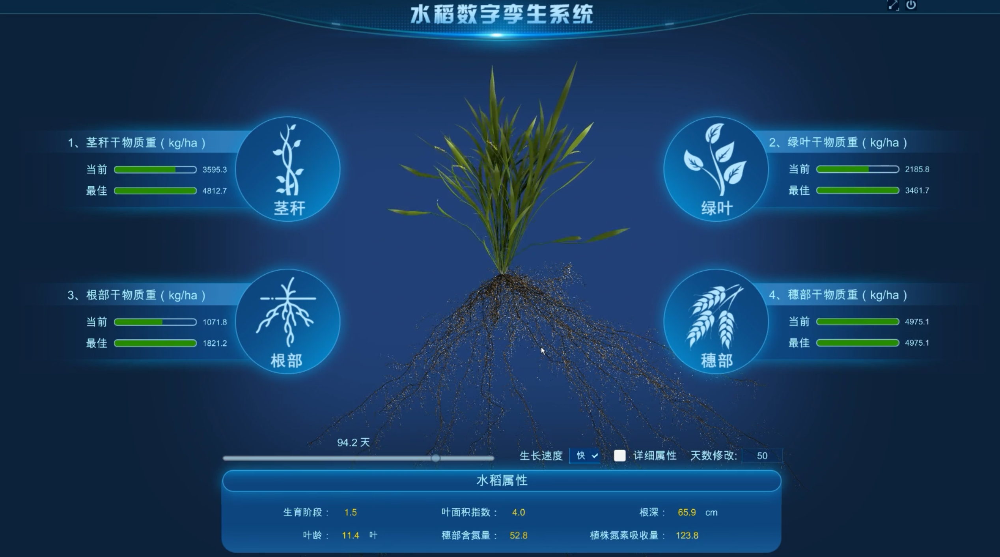 水稻数字孪生系统
1、茎秆干物质重(kg/ha)
当前 3595.3
最佳 4812.7
茎秆
2、绿叶干物质重(kg/ha)
当前 2185.8
最佳 3461.7
绿叶
3、根部干物质重(kg/ha)
当前 1071.8
最佳 1821.2
根部
4、穗部干物质重(kg/ha)
当前 4975.1
最佳 4975.1
穗部
94.2 天
生长速度 快 详细属性 天数修改: 50
水稻属性
生育阶段: 1.5 叶面积指数: 4.0 根深: 65.9 cm
叶龄: 11.4 叶 穗部含氮量: 52.8 植株氮素吸收量: 123.8